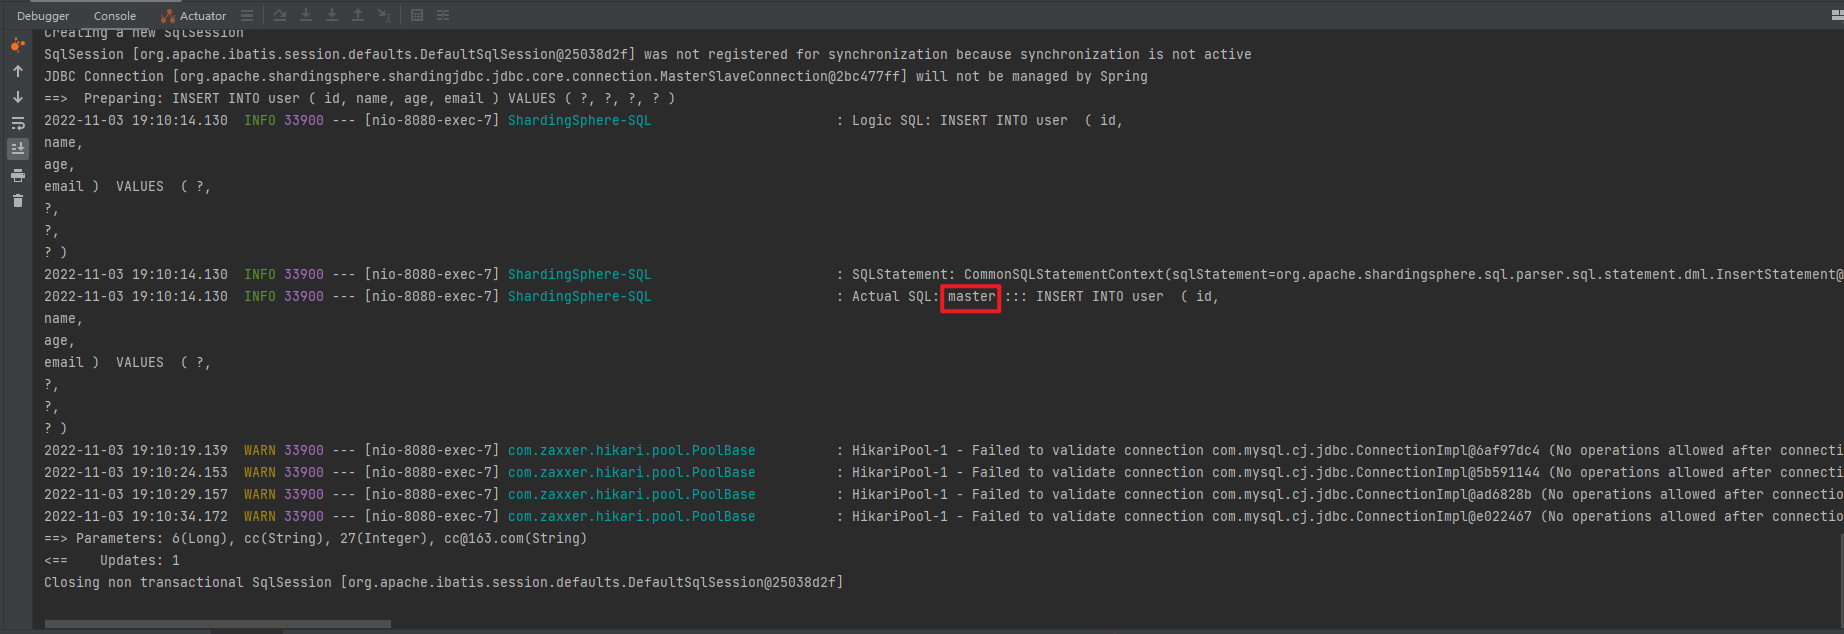 Debugger Console Actuator
Creating a new SqlSession
SqlSession [org.apache.ibatis.session.defaults.DefaultSqlSession@25038d2f] was not registered for synchronization because synchronization is not active
JDBC Connection [org.apache.shardingsphere.shardingjdbc.jdbc.core.connection.MasterSlaveConnection@2bc477ff] will not be managed by Spring
==>  Preparing: INSERT INTO user ( id, name, age, email ) VALUES ( ?, ?, ?, ? )
2022-11-03 19:10:14.130  INFO 33900 --- [nio-8080-exec-7] ShardingSphere-SQL                       : Logic SQL: INSERT INTO user  ( id,
name,
age,
email )  VALUES  ( ?,
?,
?,
? )
2022-11-03 19:10:14.130  INFO 33900 --- [nio-8080-exec-7] ShardingSphere-SQL                       : SQLStatement: CommonSQLStatementContext(sqlStatement=org.apache.shardingsphere.sql.parser.sql.statement.dml.InsertStatement@
2022-11-03 19:10:14.130  INFO 33900 --- [nio-8080-exec-7] ShardingSphere-SQL                       : Actual SQL: master ::: INSERT INTO user  ( id,
name,
age,
email )  VALUES  ( ?,
?,
?,
? )
2022-11-03 19:10:19.139  WARN 33900 --- [nio-8080-exec-7] com.zaxxer.hikari.pool.PoolBase          : HikariPool-1 - Failed to validate connection com.mysql.cj.jdbc.ConnectionImpl@6af97dc4 (No operations allowed after connecti
2022-11-03 19:10:24.153  WARN 33900 --- [nio-8080-exec-7] com.zaxxer.hikari.pool.PoolBase          : HikariPool-1 - Failed to validate connection com.mysql.cj.jdbc.ConnectionImpl@5b591144 (No operations allowed after connecti
2022-11-03 19:10:29.157  WARN 33900 --- [nio-8080-exec-7] com.zaxxer.hikari.pool.PoolBase          : HikariPool-1 - Failed to validate connection com.mysql.cj.jdbc.ConnectionImpl@ad6828b (No operations allowed after connectio
2022-11-03 19:10:34.172  WARN 33900 --- [nio-8080-exec-7] com.zaxxer.hikari.pool.PoolBase          : HikariPool-1 - Failed to validate connection com.mysql.cj.jdbc.ConnectionImpl@e022467 (No operations allowed after connectio
==> Parameters: 6(Long), cc(String), 27(Integer), cc@163.com(String)
<==    Updates: 1
Closing non transactional SqlSession [org.apache.ibatis.session.defaults.DefaultSqlSession@25038d2f]